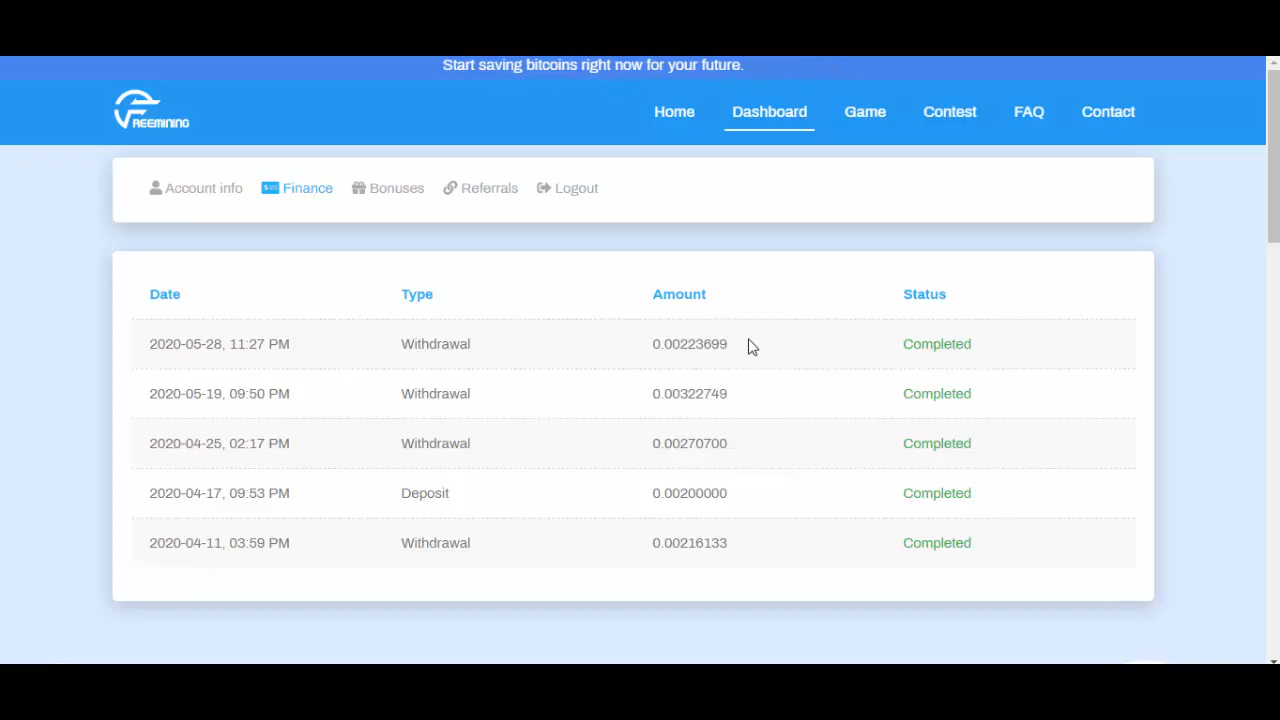 Start saving bitcoins right now for your future.
FREEMINING
Home Dashboard Game Contest FAQ Contact
Account info Finance Bonuses Referrals Logout
Date Type Amount Status
2020-05-28, 11:27 PM Withdrawal 0.00223699 Completed
2020-05-19, 09:50 PM Withdrawal 0.00322749 Completed
2020-04-25, 02:17 PM Withdrawal 0.00270700 Completed
2020-04-17, 09:53 PM Deposit 0.00200000 Completed
2020-04-11, 03:59 PM Withdrawal 0.00216133 Completed